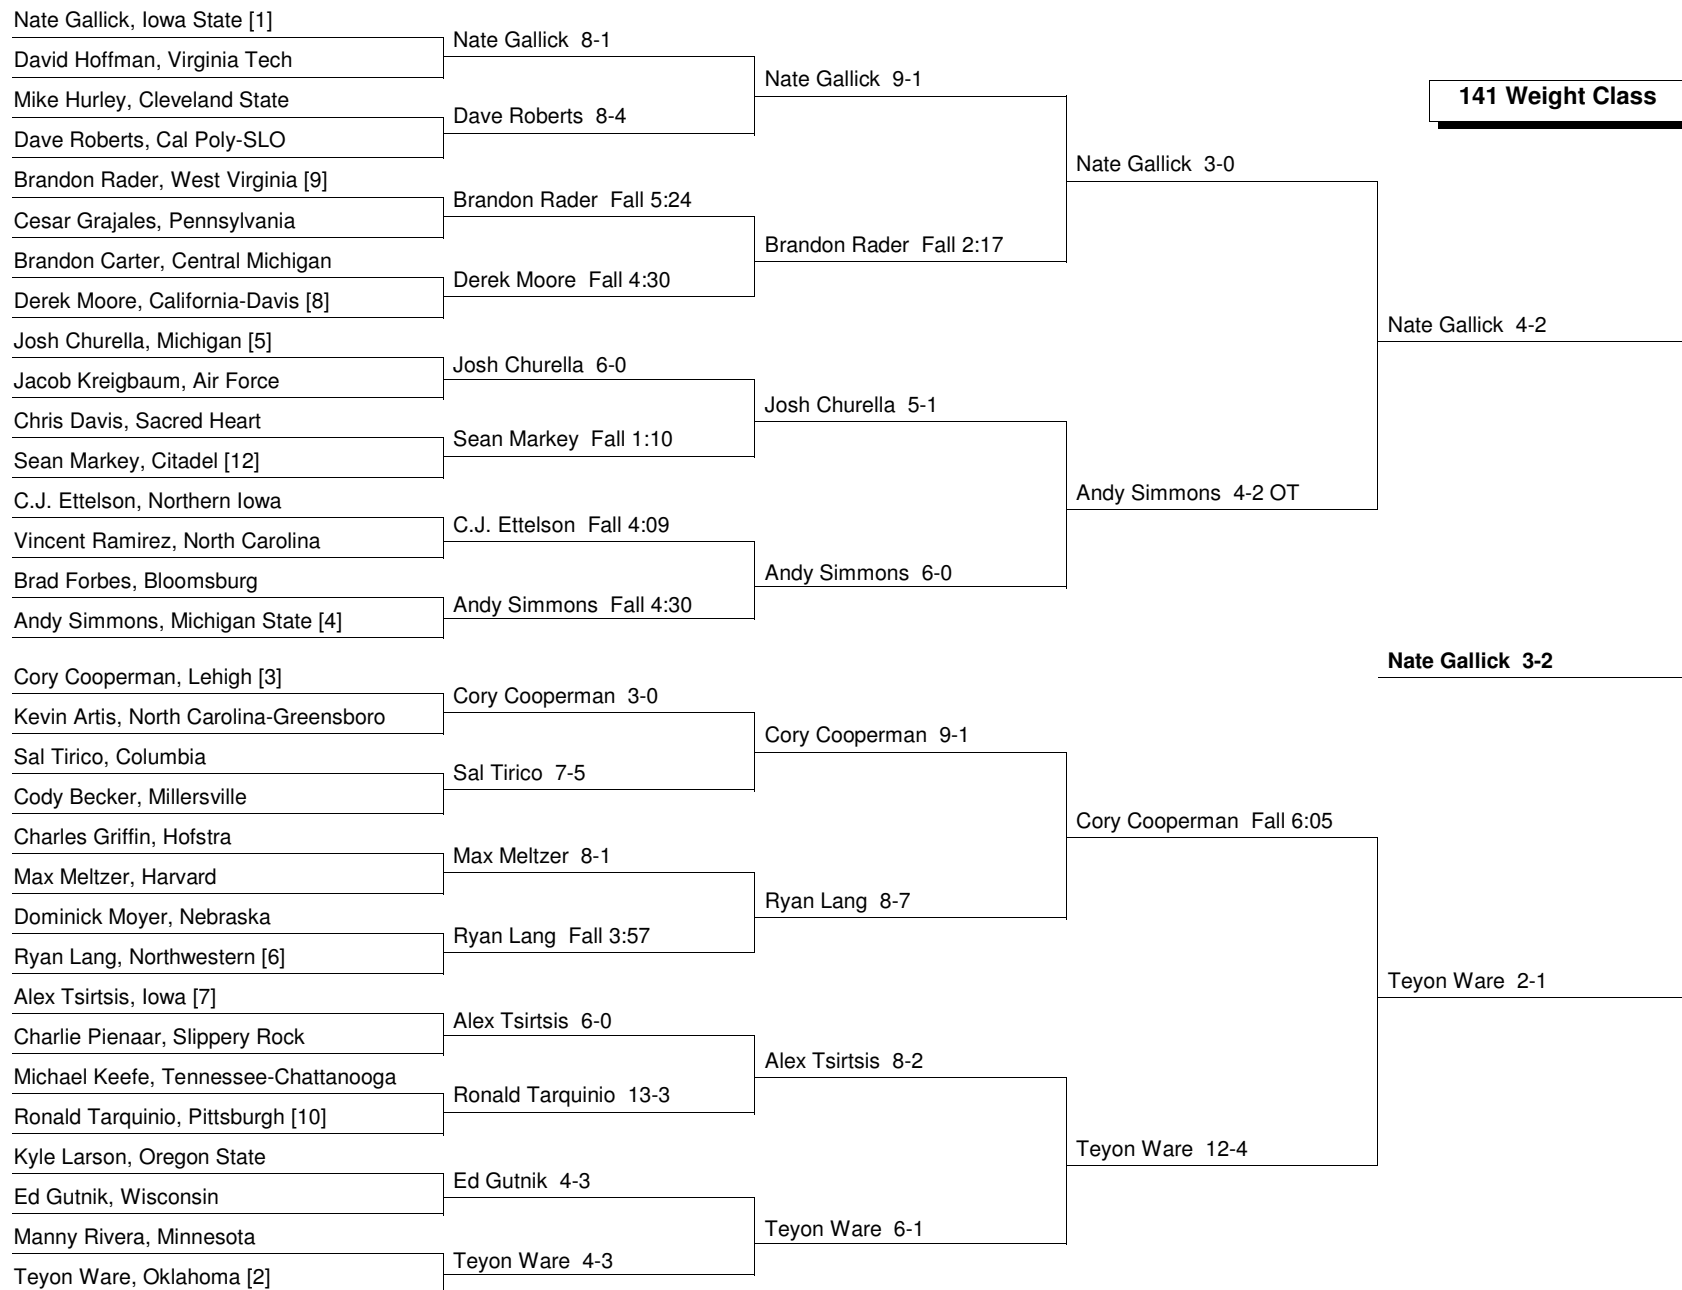 Nate Gallick, Iowa State [1]
David Hoffman, Virginia Tech
Mike Hurley, Cleveland State
Dave Roberts, Cal Poly-SLO
Brandon Rader, West Virginia [9]
Cesar Grajales, Pennsylvania
Brandon Carter, Central Michigan
Derek Moore, California-Davis [8]
Josh Churella, Michigan [5]
Jacob Kreigbaum, Air Force
Chris Davis, Sacred Heart
Sean Markey, Citadel [12]
C.J. Ettelson, Northern Iowa
Vincent Ramirez, North Carolina
Brad Forbes, Bloomsburg
Andy Simmons, Michigan State [4]
Cory Cooperman, Lehigh [3]
Kevin Artis, North Carolina-Greensboro
Sal Tirico, Columbia
Cody Becker, Millersville
Charles Griffin, Hofstra
Max Meltzer, Harvard
Dominick Moyer, Nebraska
Ryan Lang, Northwestern [6]
Alex Tsirtsis, Iowa [7]
Charlie Pienaar, Slippery Rock
Michael Keefe, Tennessee-Chattanooga
Ronald Tarquinio, Pittsburgh [10]
Kyle Larson, Oregon State
Ed Gutnik, Wisconsin
Manny Rivera, Minnesota
Teyon Ware, Oklahoma [2]
Nate Gallick 8-1
Dave Roberts 8-4
Brandon Rader Fall 5:24
Derek Moore Fall 4:30
Josh Churella 6-0
Sean Markey Fall 1:10
C.J. Ettelson Fall 4:09
Andy Simmons Fall 4:30
Cory Cooperman 3-0
Sal Tirico 7-5
Max Meltzer 8-1
Ryan Lang Fall 3:57
Alex Tsirtsis 6-0
Ronald Tarquinio 13-3
Ed Gutnik 4-3
Teyon Ware 4-3
Nate Gallick 9-1
Brandon Rader Fall 2:17
Josh Churella 5-1
Andy Simmons 6-0
Cory Cooperman 9-1
Ryan Lang 8-7
Alex Tsirtsis 8-2
Teyon Ware 6-1
Nate Gallick 3-0
Andy Simmons 4-2 OT
Cory Cooperman Fall 6:05
Teyon Ware 12-4
141 Weight Class
Nate Gallick 4-2
Nate Gallick 3-2
Teyon Ware 2-1